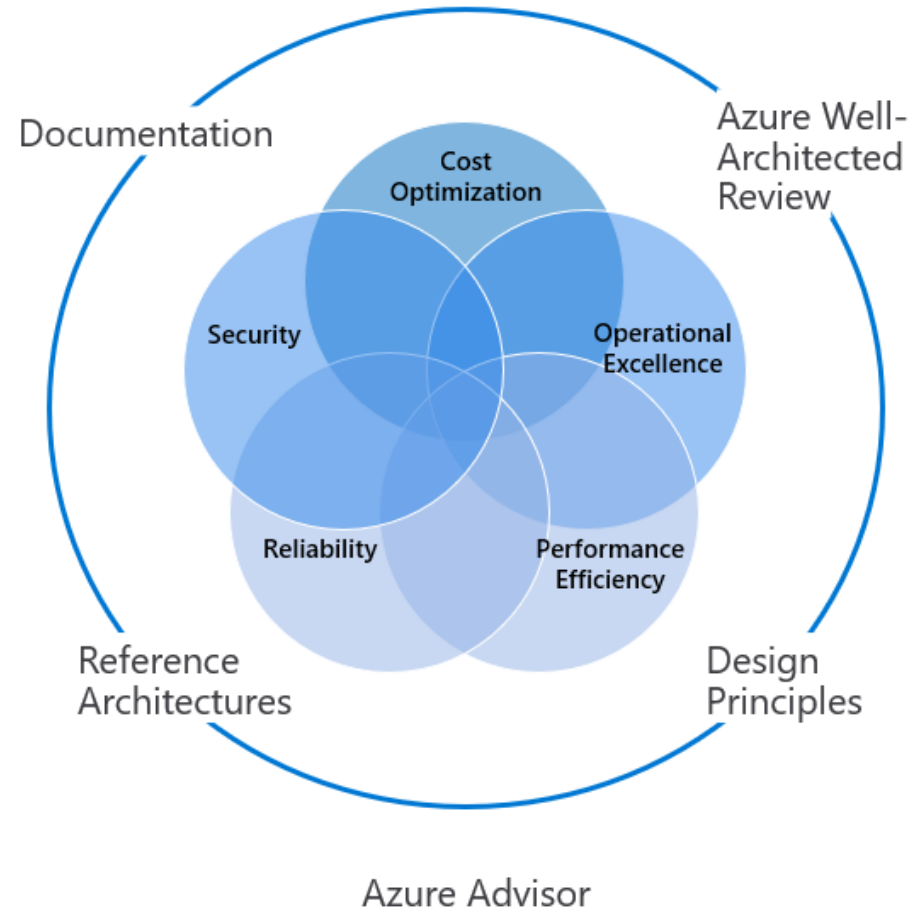 Documentation
Azure Well-
Architected
Review
Cost
Optimization
Security
Operational
Excellence
Reliability
Performance
Efficiency
Reference
Architectures
Design
Principles
Azure Advisor